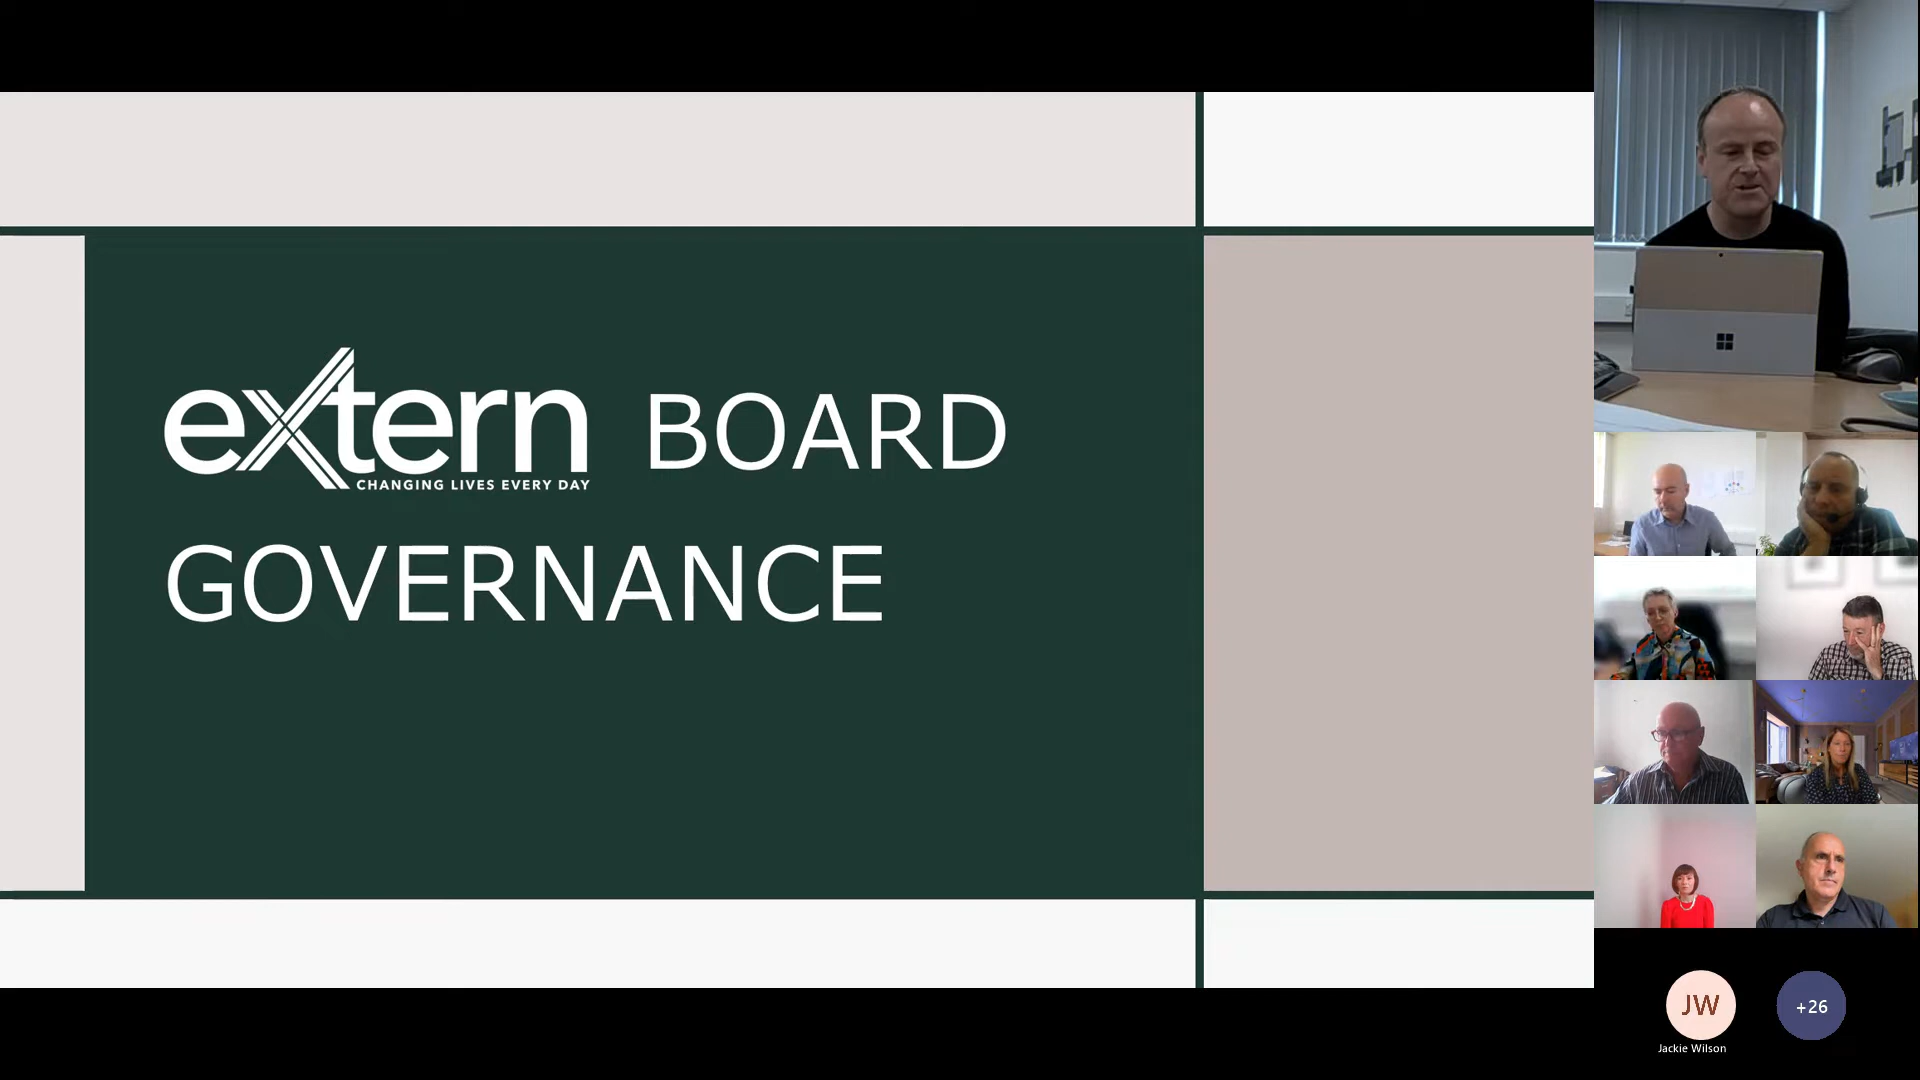 extern BOARD
CHANGING LIVES EVERY DAY
GOVERNANCE
JW
+26
Jackie Wilson